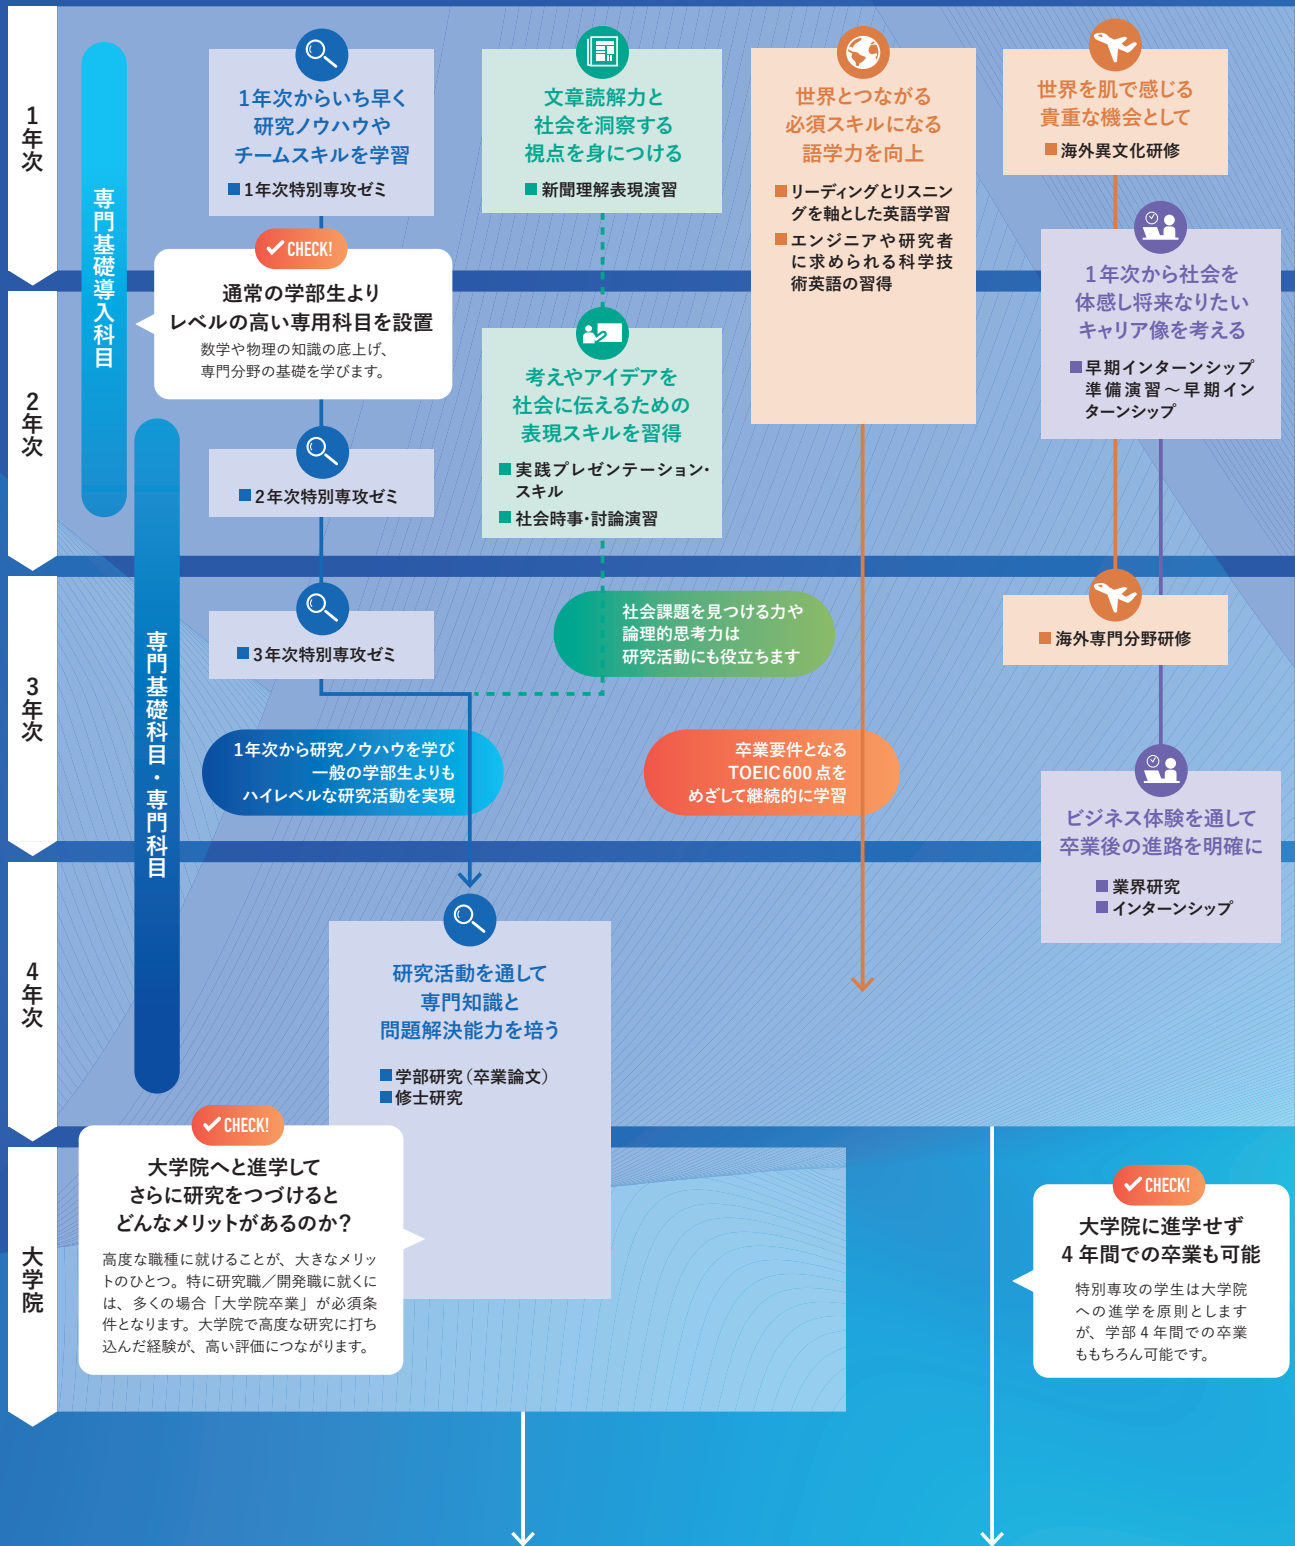 1年次
専門基礎導入科目
1年次からいち早く
研究ノウハウや
チームスキルを学習
1年次特別専攻ゼミ
文章読解力と
社会を洞察する
視点を身につける
新聞理解表現演習
世界とつながる
必須スキルになる
語学力を向上
リーディングとリスニン
グを軸とした英語学習
エンジニアや研究者
に求められる科学技
術英語の習得
世界を肌で感じる
貴重な機会として
海外異文化研修
1年次から社会を
体感し将来なりたい
キャリア像を考える
早期インターンシップ
準備演習〜早期イン
ターンシップ
CHECK!
通常の学部生より
レベルの高い専用科目を設置
数学や物理の知識の底上げ、
専門分野の基礎を学びます。
2年次
専門基礎科目・専門科目
2年次特別専攻ゼミ
考えやアイデアを
社会に伝えるための
表現スキルを習得
実践プレゼンテーション・
スキル
社会時事・討論演習
3年次
3年次特別専攻ゼミ
社会課題を見つける力や
論理的思考力は
研究活動にも役立ちます
海外専門分野研修
1年次から研究ノウハウを学び
一般の学部生よりも
ハイレベルな研究活動を実現
卒業要件となる
TOEIC600点を
めざして継続的に学習
ビジネス体験を通して
卒業後の進路を明確に
業界研究
インターンシップ
4年次
研究活動を通して
専門知識と
問題解決能力を培う
学部研究（卒業論文）
修士研究
大学院
CHECK!
大学院へと進学して
さらに研究をつづけると
どんなメリットがあるのか？
高度な職種に就けることが、大きなメリッ
トのひとつ。特に研究職／開発職に就くに
は、多くの場合「大学院卒業」が必須条
件となります。大学院で高度な研究に打ち
込んだ経験が、高い評価につながります。
CHECK!
大学院に進学せず
4年間での卒業も可能
特別専攻の学生は大学院
への進学を原則とします
が、学部4年間での卒業
ももちろん可能です。